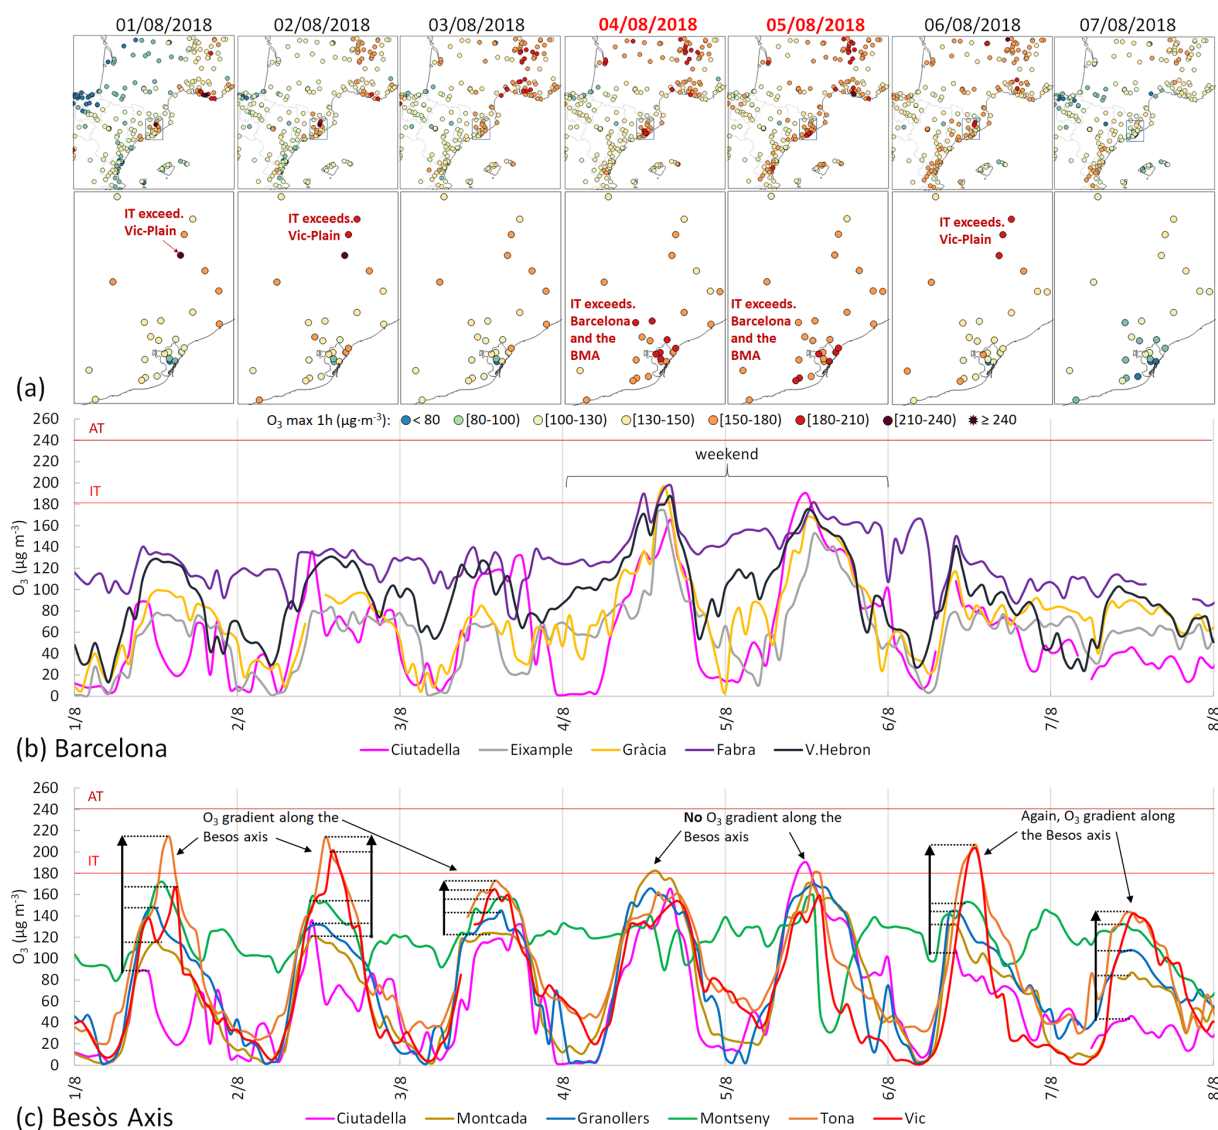 01/08/2018 02/08/2018 03/08/2018 04/08/2018 05/08/2018 06/08/2018 07/08/2018
IT exceed.
Vic-Plain
IT exceeds.
Vic-Plain
IT exceeds.
Barcelona
and the
BMA
IT exceeds.
Barcelona
and the
BMA
IT exceeds.
Vic-Plain
(a)
O₃ max 1h (µg·m⁻³): < 80 [80-100) [100-130) [130-150) [150-180) [180-210) [210-240) ≥ 240
260
240
220
200
180
160
140
120
100
80
60
40
20
0
O₃ (µg m⁻³)
AT
IT
weekend
1/8 2/8 3/8 4/8 5/8 6/8 7/8 8/8
(b) Barcelona
Ciutadella Eixample Gràcia Fabra V.Hebron
260
240
220
200
180
160
140
120
100
80
60
40
20
0
O₃ (µg m⁻³)
AT
IT
O₃ gradient along the
Besos axis
No O₃ gradient along the
Besòs axis
Again, O₃ gradient along
the Besòs axis
1/8 2/8 3/8 4/8 5/8 6/8 7/8 8/8
(c) Besòs Axis
Ciutadella Montcada Granollers Montseny Tona Vic